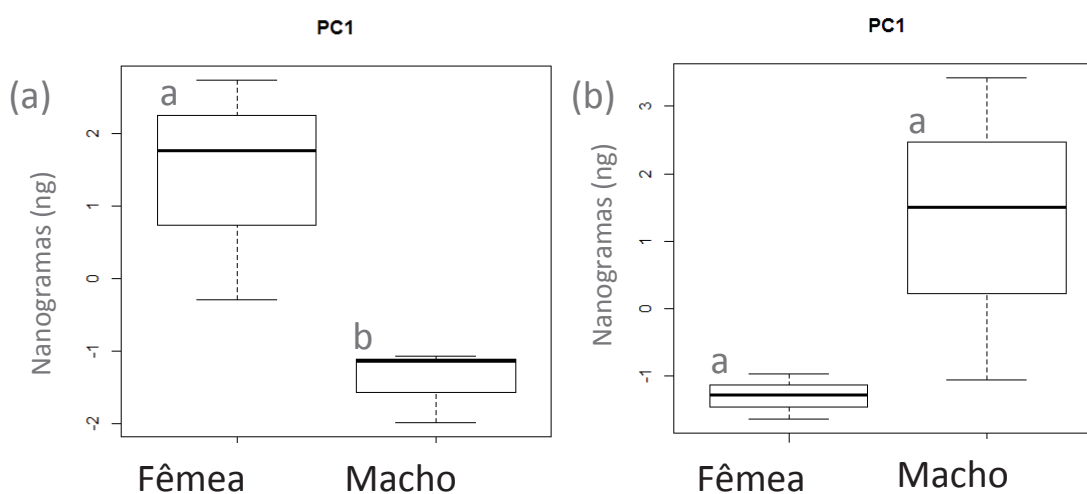 PC1
(a)
a
b
Nanogramas (ng)
2
1
0
-1
-2
Fêmea
Macho
PC1
(b)
a
a
Nanogramas (ng)
3
2
1
0
-1
Fêmea
Macho